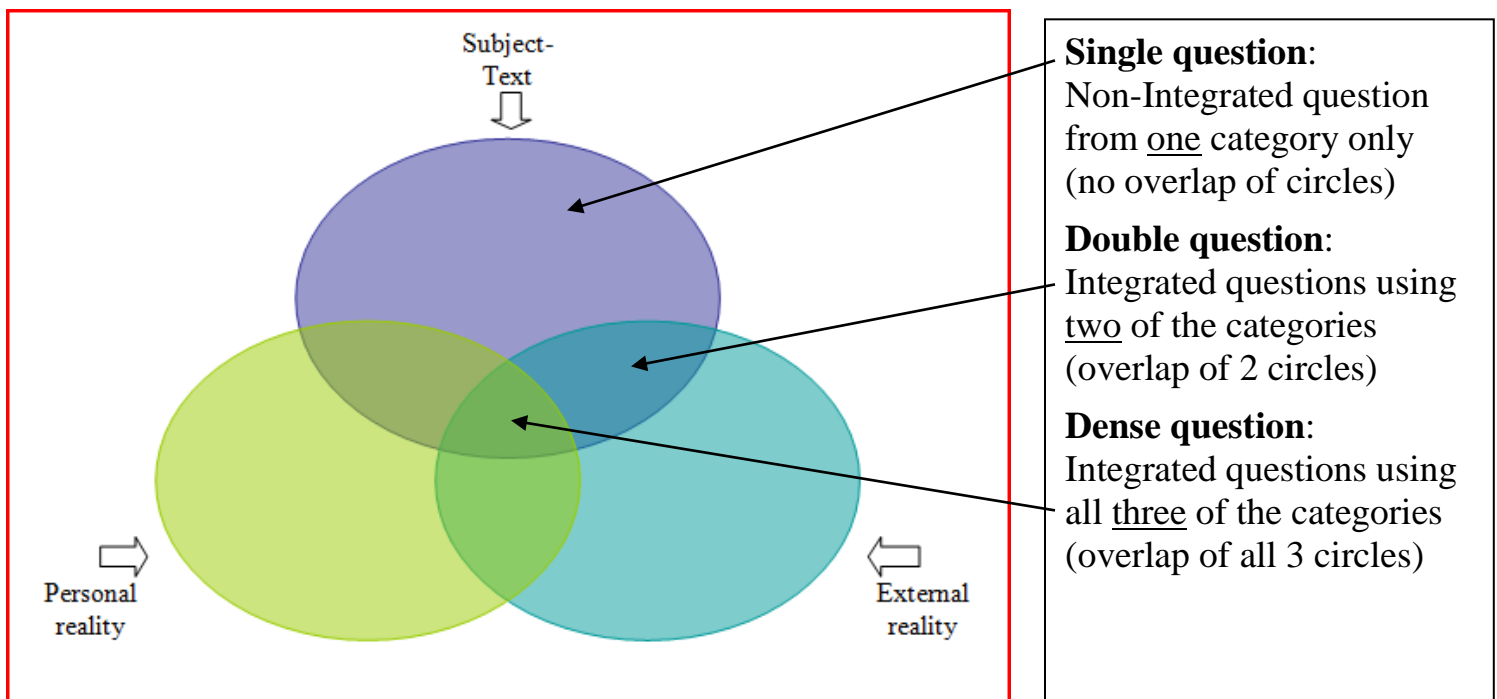 Subject-
Text
Personal
reality
External
reality
Single question:
Non-Integrated question
from one category only
(no overlap of circles)
Double question:
Integrated questions using
two of the categories
(overlap of 2 circles)
Dense question:
Integrated questions using
all three of the categories
(overlap of all 3 circles)